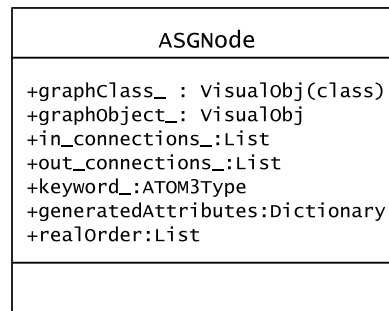 ASGNode
+graphClass_ : VisualObj(class)
+graphObject_: VisualObj
+in_connections_:List
+out_connections_:List
+keyword_:ATOM3Type
+generatedAttributes:Dictionary
+realOrder:List